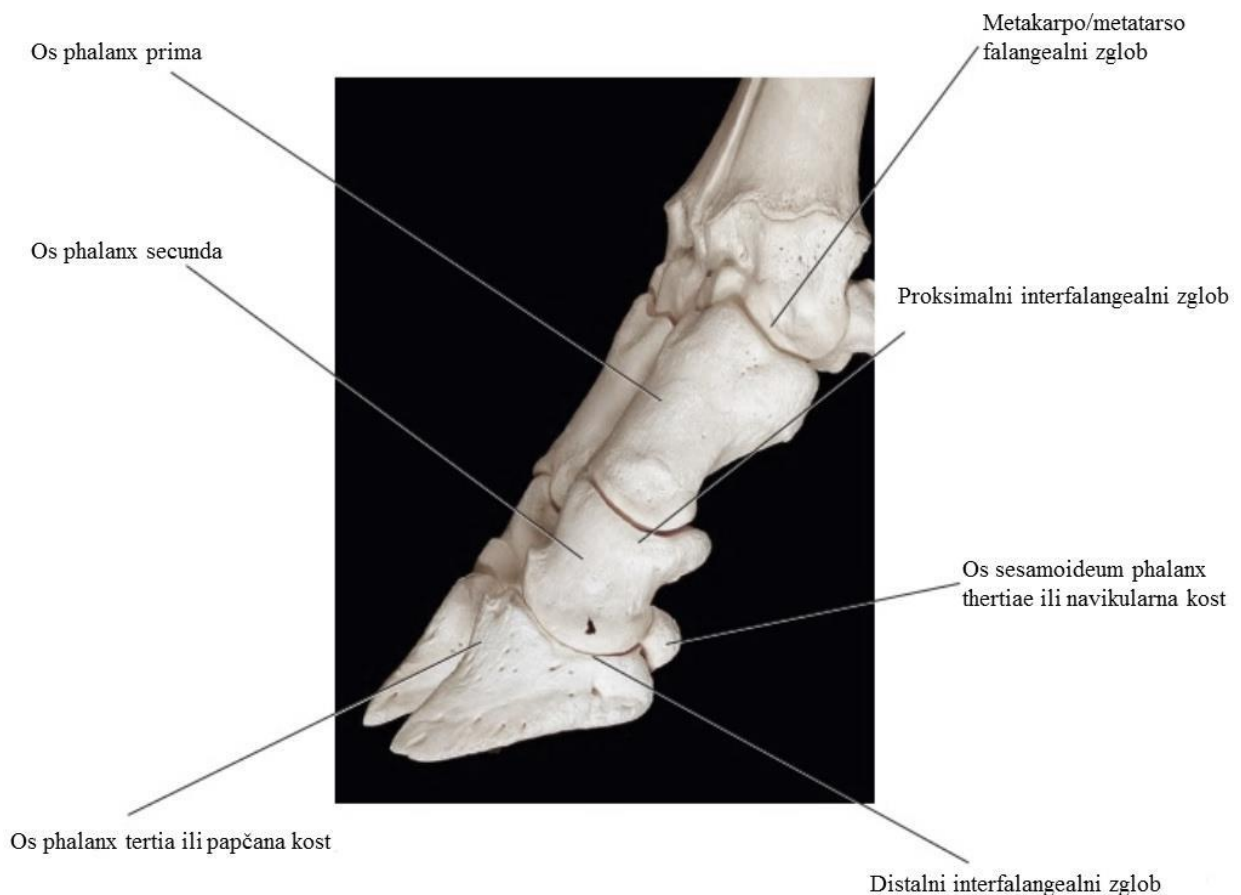 Metakarpo/metatarso
falangealni zglob
Os phalanx prima
Os phalanx secunda
Proksimalni interfalangealni zglob
Os sesamoideum phalanx
thertiae ili navikularna kost
Os phalanx tertia ili papčana kost
Distalni interfalangealni zglob